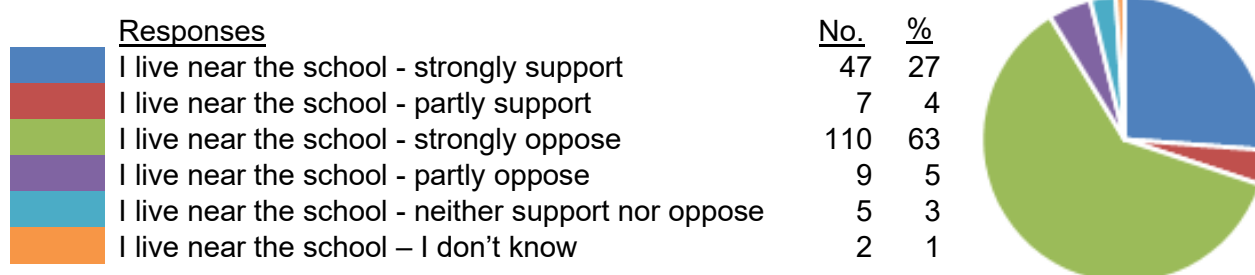 Responses No. %
I live near the school - strongly support 47 27
I live near the school - partly support 7 4
I live near the school - strongly oppose 110 63
I live near the school - partly oppose 9 5
I live near the school - neither support nor oppose 5 3
I live near the school – I don’t know 2 1